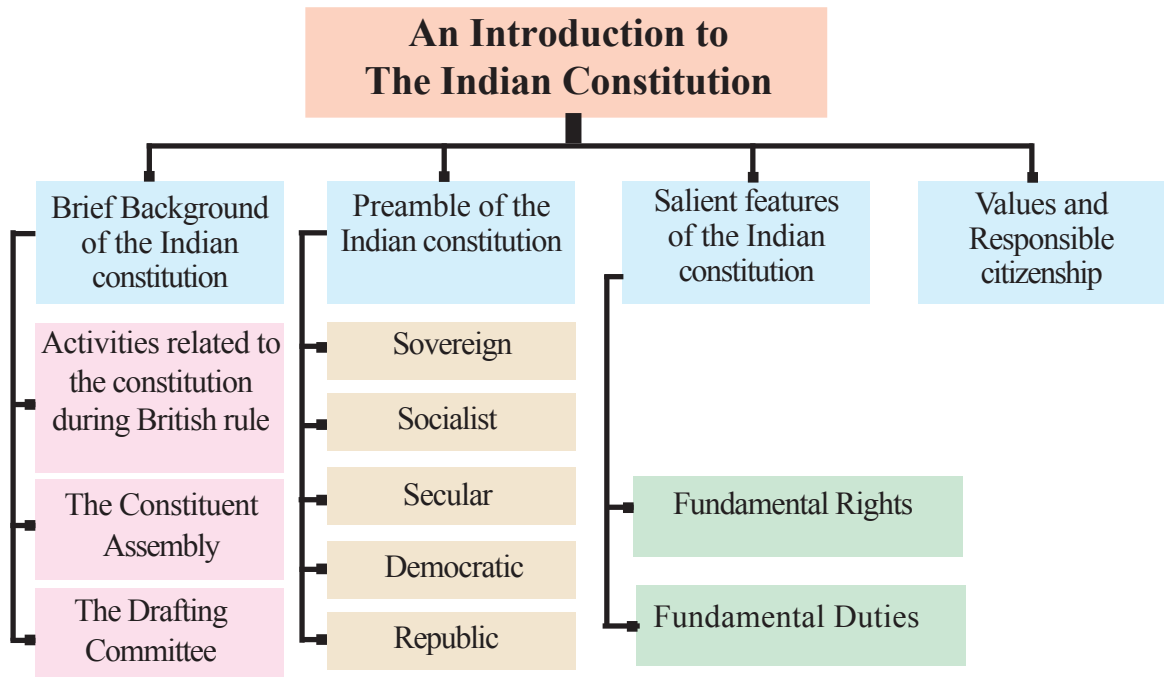 An Introduction to
The Indian Constitution
Brief Background
of the Indian
constitution
Activities related to
the constitution
during British rule
The Constituent
Assembly
The Drafting
Committee
Preamble of the
Indian constitution
Sovereign
Socialist
Secular
Democratic
Republic
Salient features
of the Indian
constitution
Fundamental Rights
Fundamental Duties
Values and
Responsible
citizenship